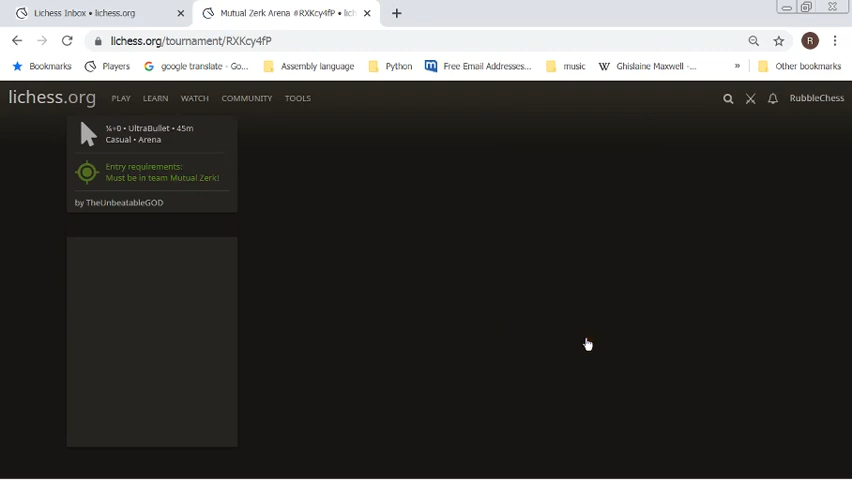 Lichess Inbox • lichess.org
Mutual Zerk Arena #RXKcy4fP • lich
lichess.org/tournament/RXKcy4fP
R
Bookmarks Players google translate - Go... Assembly language Python Free Email Addresses... music W Ghislaine Maxwell -... » Other bookmarks
lichess.org PLAY LEARN WATCH COMMUNITY TOOLS RubbleChess
¼+0 • UltraBullet • 45m
Casual • Arena
Entry requirements:
Must be in team Mutual Zerk!
by TheUnbeatableGOD